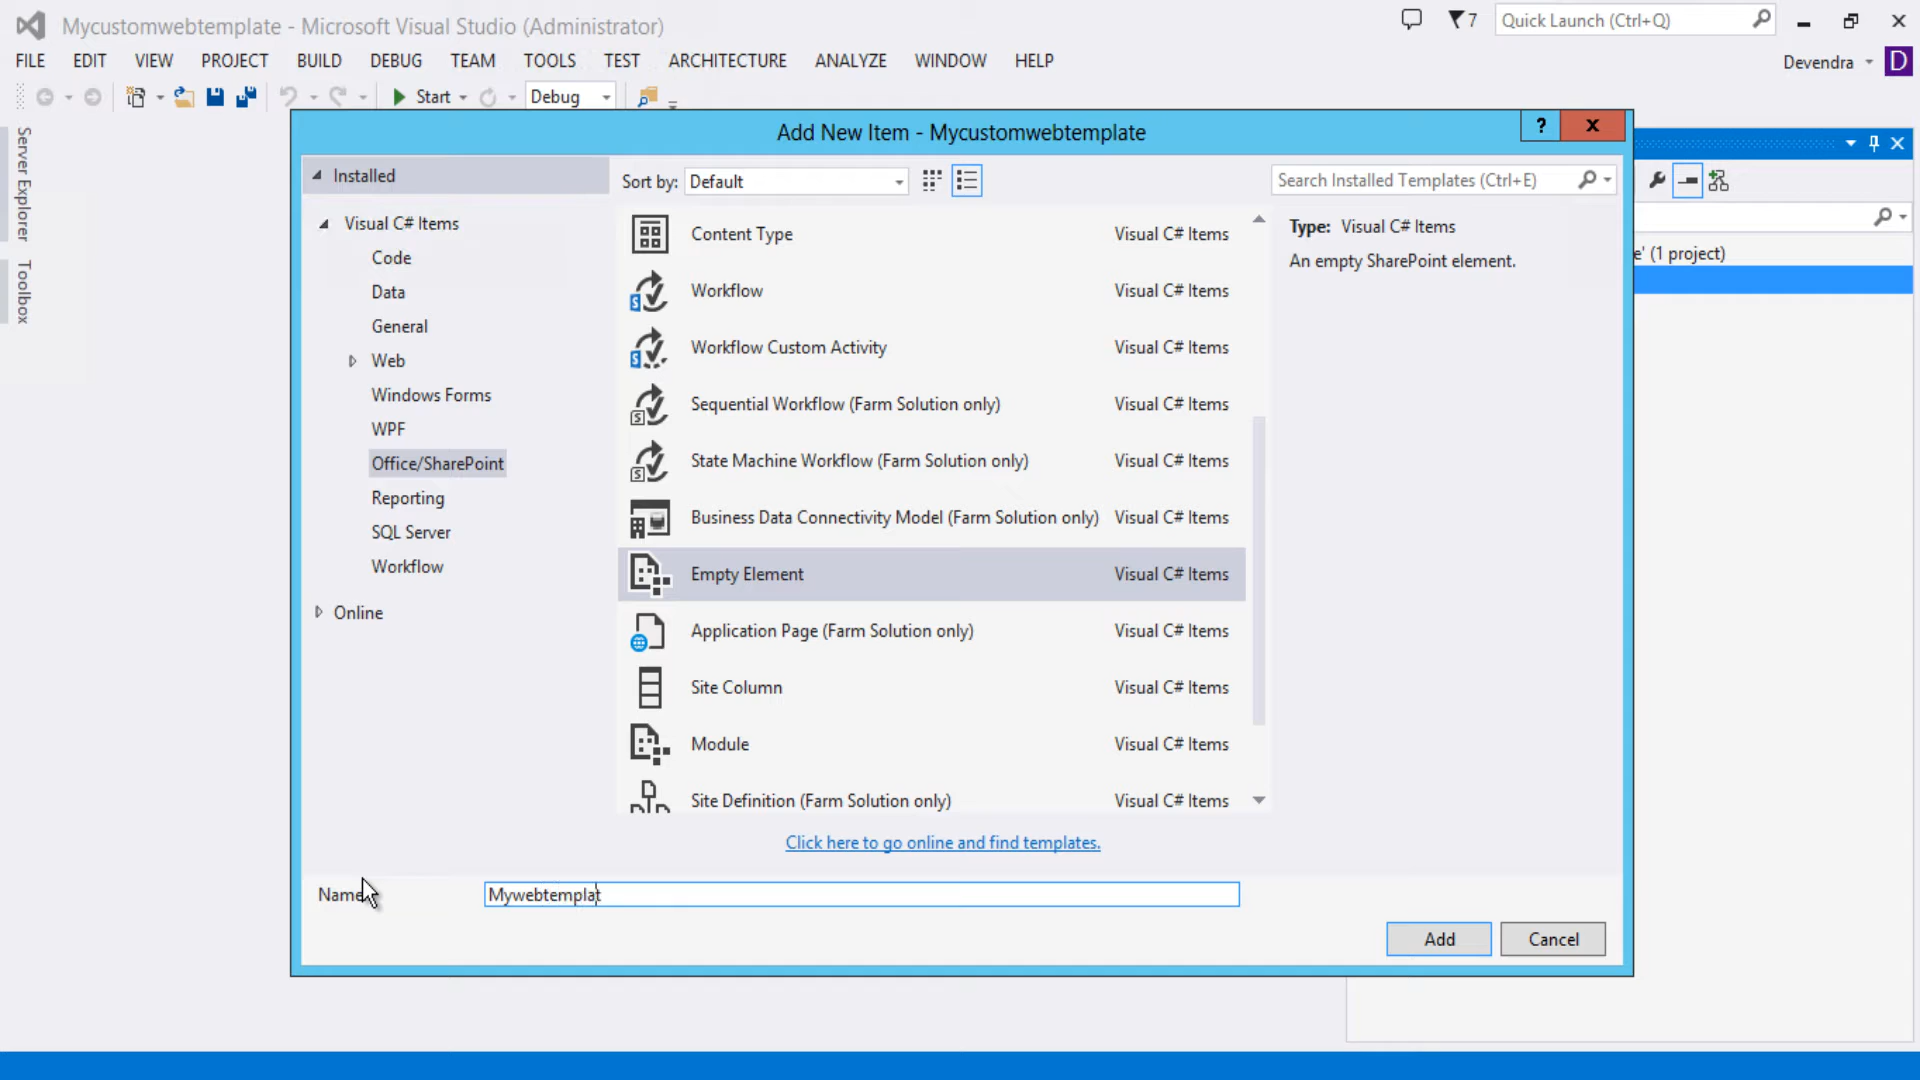 Mycustomwebtemplate - Microsoft Visual Studio (Administrator)
7
Quick Launch (Ctrl+Q)
FILE EDIT VIEW PROJECT BUILD DEBUG TEAM TOOLS TEST ARCHITECTURE ANALYZE WINDOW HELP
Devendra
D
Start
Debug
Server Explorer
Toolbox
Add New Item - Mycustomwebtemplate
?
X
Installed
Sort by: Default
Search Installed Templates (Ctrl+E)
Visual C# Items
Code
Data
General
Web
Windows Forms
WPF
Office/SharePoint
Reporting
SQL Server
Workflow
Online
Content Type Visual C# Items
Workflow Visual C# Items
Workflow Custom Activity Visual C# Items
Sequential Workflow (Farm Solution only) Visual C# Items
State Machine Workflow (Farm Solution only) Visual C# Items
Business Data Connectivity Model (Farm Solution only) Visual C# Items
Empty Element Visual C# Items
Application Page (Farm Solution only) Visual C# Items
Site Column Visual C# Items
Module Visual C# Items
Site Definition (Farm Solution only) Visual C# Items
Type: Visual C# Items
An empty SharePoint element.
e' (1 project)
Click here to go online and find templates.
Name
Mywebtemplat
Add
Cancel